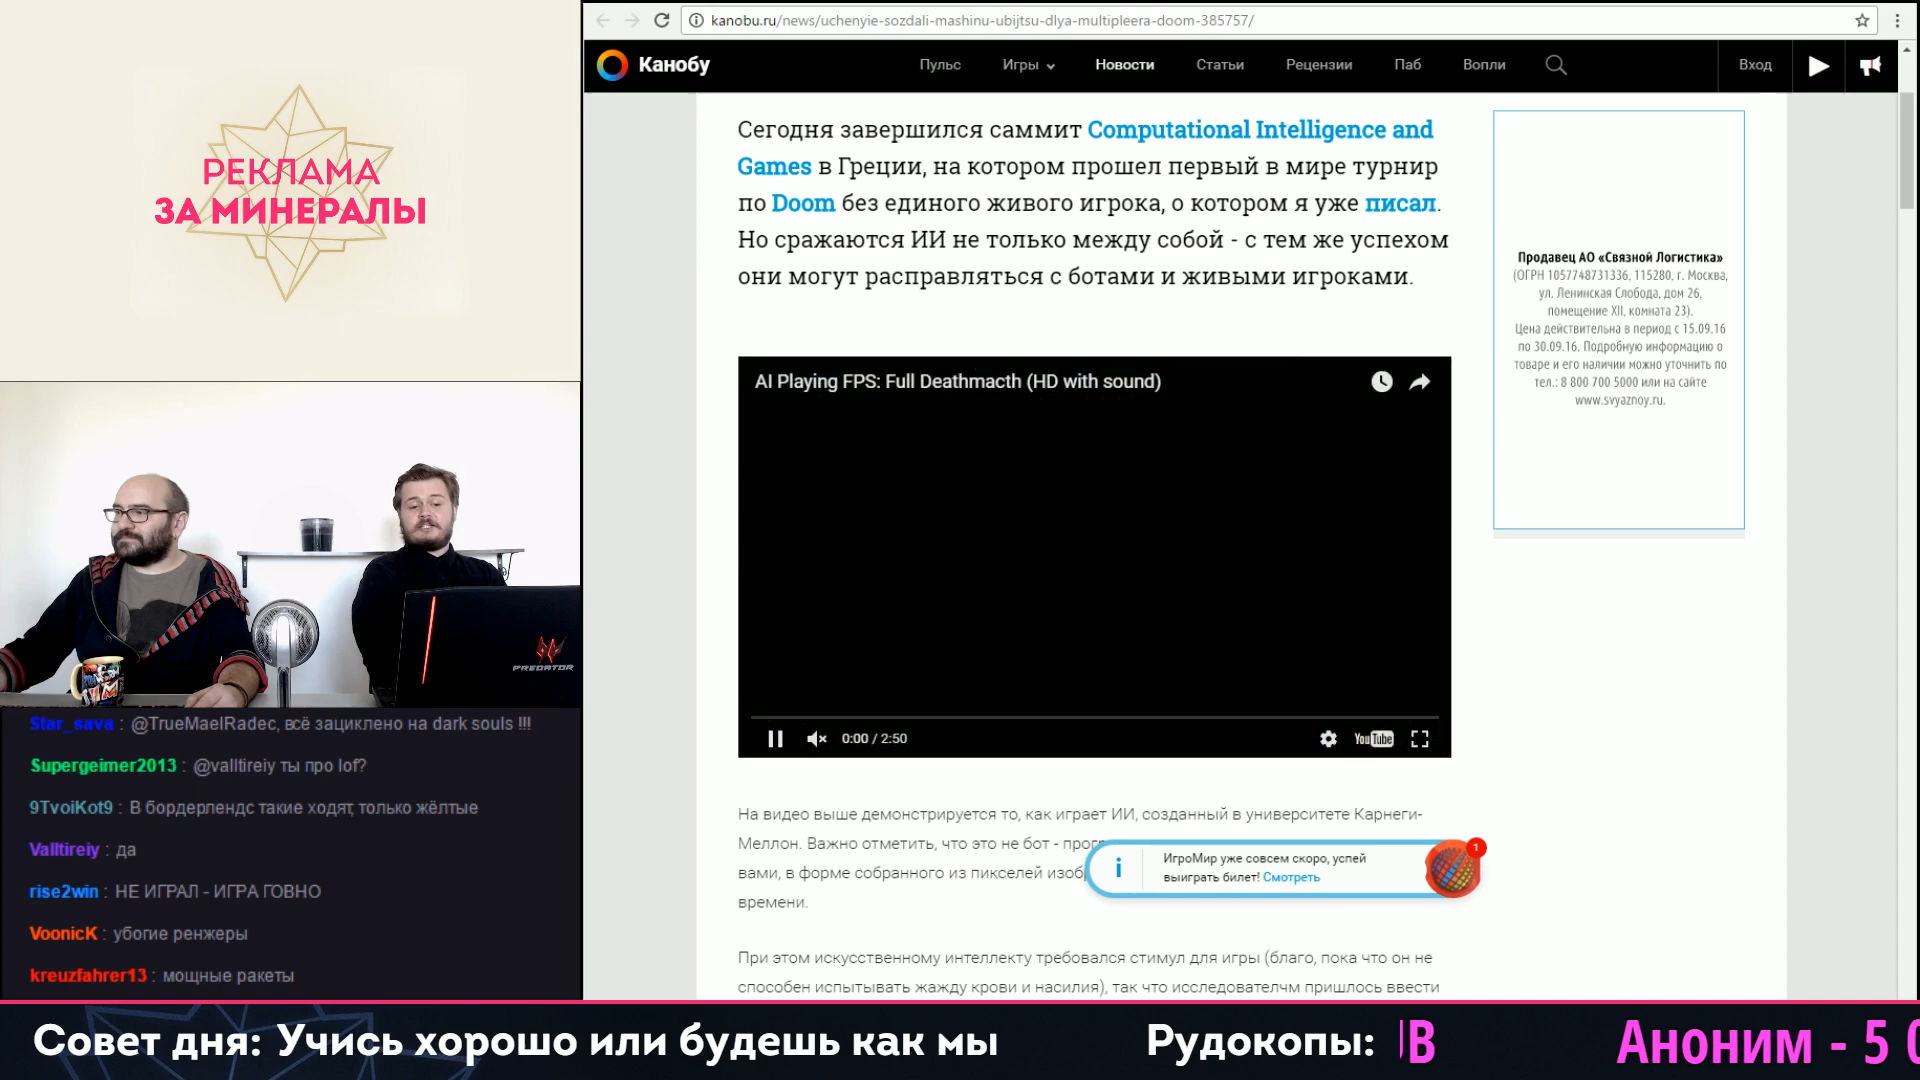 kanobu.ru/news/uchenyie-sozdali-mashinu-ubijtsu-dlya-multipleera-doom-385757/
Канобу
Пульс
Игры
Новости
Статьи
Рецензии
Паб
Вопли
Вход
РЕКЛАМА
ЗА МИНЕРАЛЫ
Сегодня завершился саммит Computational Intelligence and
Games в Греции, на котором прошел первый в мире турнир
по Doom без единого живого игрока, о котором я уже писал.
Но сражаются ИИ не только между собой - с тем же успехом
они могут расправляться с ботами и живыми игроками.
Продавец АО «Связной Логистика»
(ОГРН 1057748731336, 115280, г. Москва,
ул. Ленинская Слобода, дом 26,
помещение XII, комната 23).
Цена действительна в период с 15.09.16
по 30.09.16. Подробную информацию о
товаре и его наличии можно уточнить по
тел.: 8 800 700 5000 или на сайте
www.svyaznoy.ru.
AI Playing FPS: Full Deathmacth (HD with sound)
0:00 / 2:50
YouTube
PREDATOR
На видео выше демонстрируется то, как играет ИИ, созданный в университете Карнеги-
Меллон. Важно отметить, что это не бот -
вами, в форме собранного из пикселей
времени.
ИгроМир уже совсем скоро, успей
выиграть билет! Смотреть
1
При этом искусственному интеллекту требовался стимул для игры (благо, пока что он не
способен испытывать жажду крови и насилия), так что исследователчм пришлось ввести
Star_sava : @TrueMaelRadec, всё зациклено на dark souls !!!
Supergeimer2013 : @valltireiy ты про lof?
9TvoiKot9 : В бордерлендс такие ходят, только жёлтые
Valltireiy : да
rise2win : НЕ ИГРАЛ - ИГРА ГОВНО
VoonicK : убогие ренжеры
kreuzfahrer13 : мощные ракеты
Совет дня: Учись хорошо или будешь как мы
Рудокопы:
Аноним - 5